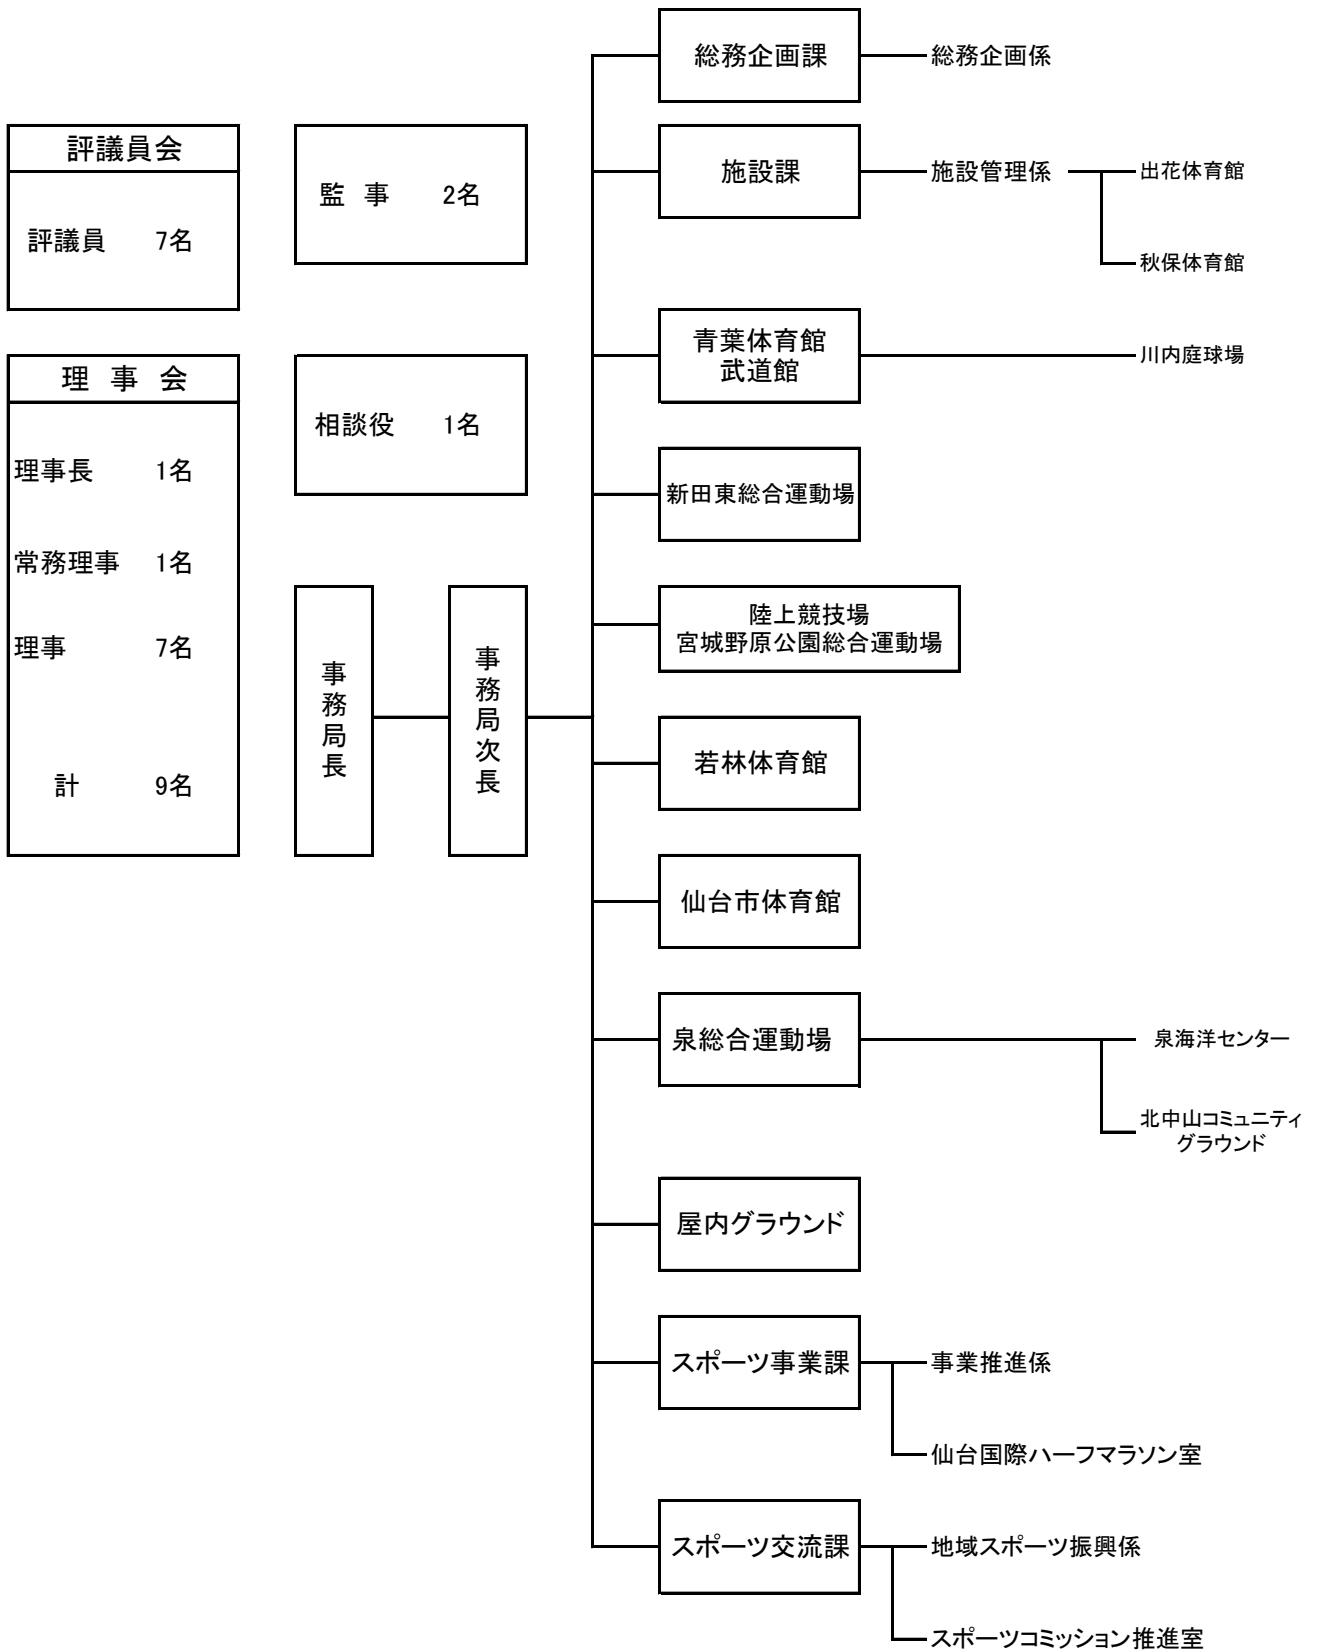 評議員会
評議員 7名
監 事 2名
理 事 会
理事長 1名
常務理事 1名
理事 7名
計 9名
相談役 1名
事務局長
事務局次長
総務企画課
総務企画係
施設課
施設管理係
出花体育館
秋保体育館
青葉体育館
武道館
川内庭球場
新田東総合運動場
陸上競技場
宮城野原公園総合運動場
若林体育館
仙台市体育館
泉総合運動場
泉海洋センター
北中山コミュニティ
グラウンド
屋内グラウンド
スポーツ事業課
事業推進係
仙台国際ハーフマラソン室
スポーツ交流課
地域スポーツ振興係
スポーツコミッション推進室